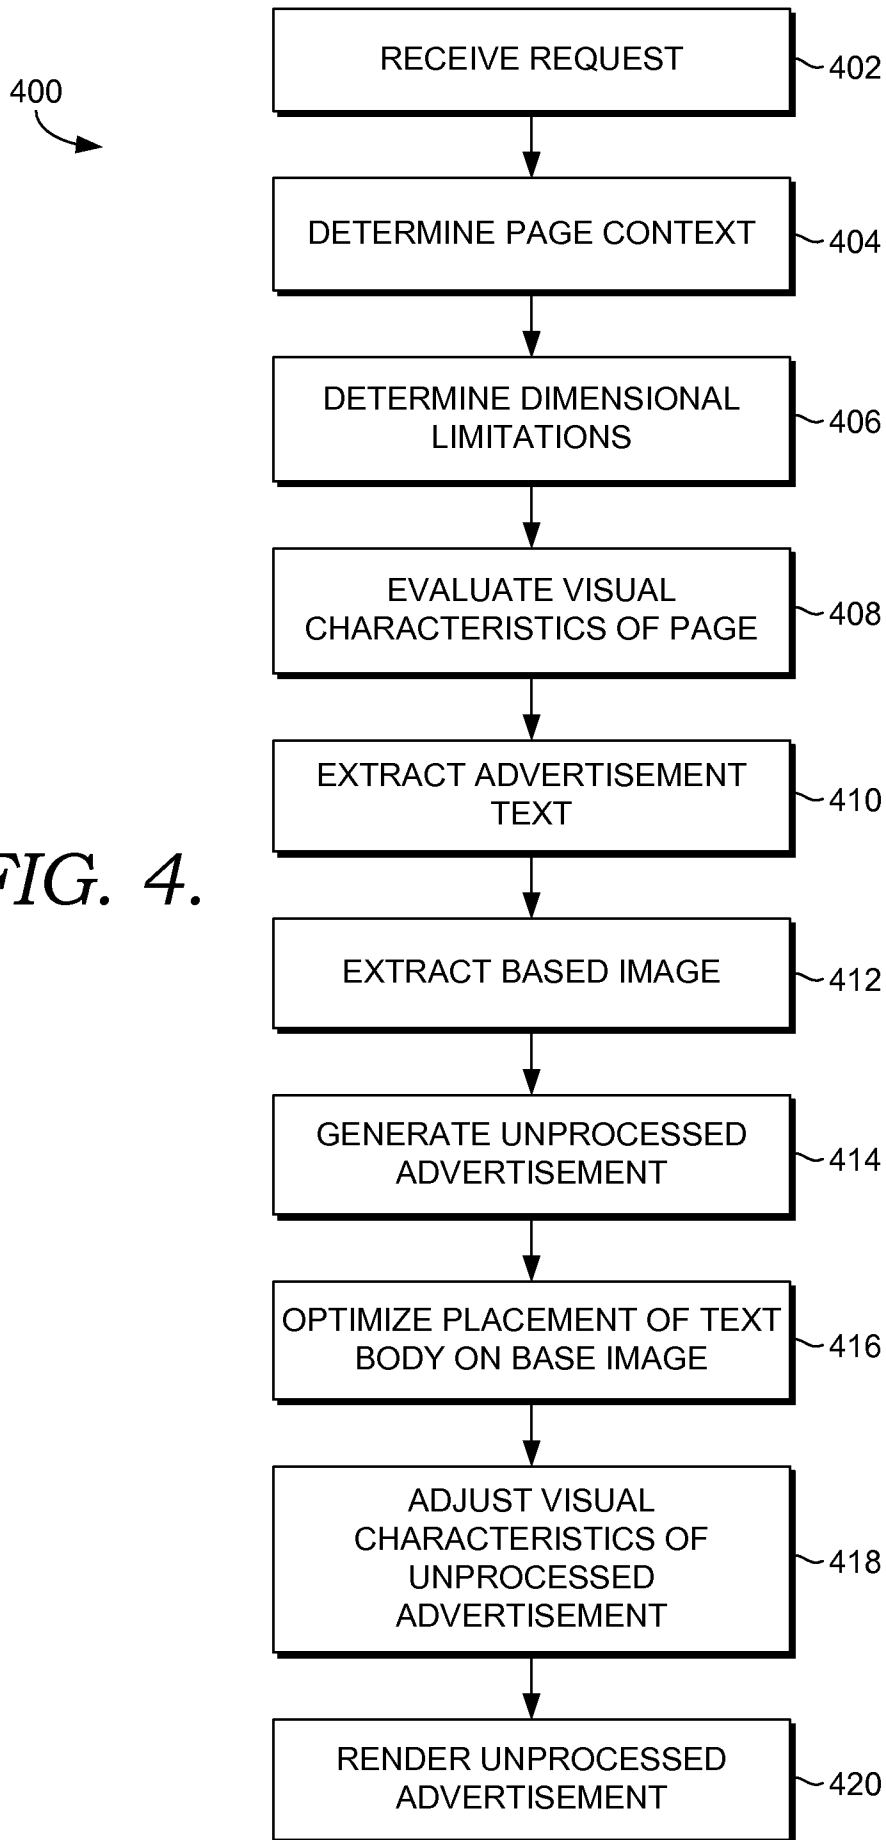 400
RECEIVE REQUEST
402
DETERMINE PAGE CONTEXT
404
DETERMINE DIMENSIONAL
LIMITATIONS
406
EVALUATE VISUAL
CHARACTERISTICS OF PAGE
408
EXTRACT ADVERTISEMENT
TEXT
410
FIG. 4.
EXTRACT BASED IMAGE
412
GENERATE UNPROCESSED
ADVERTISEMENT
414
OPTIMIZE PLACEMENT OF TEXT
BODY ON BASE IMAGE
416
ADJUST VISUAL
CHARACTERISTICS OF
UNPROCESSED
ADVERTISEMENT
418
RENDER UNPROCESSED
ADVERTISEMENT
420